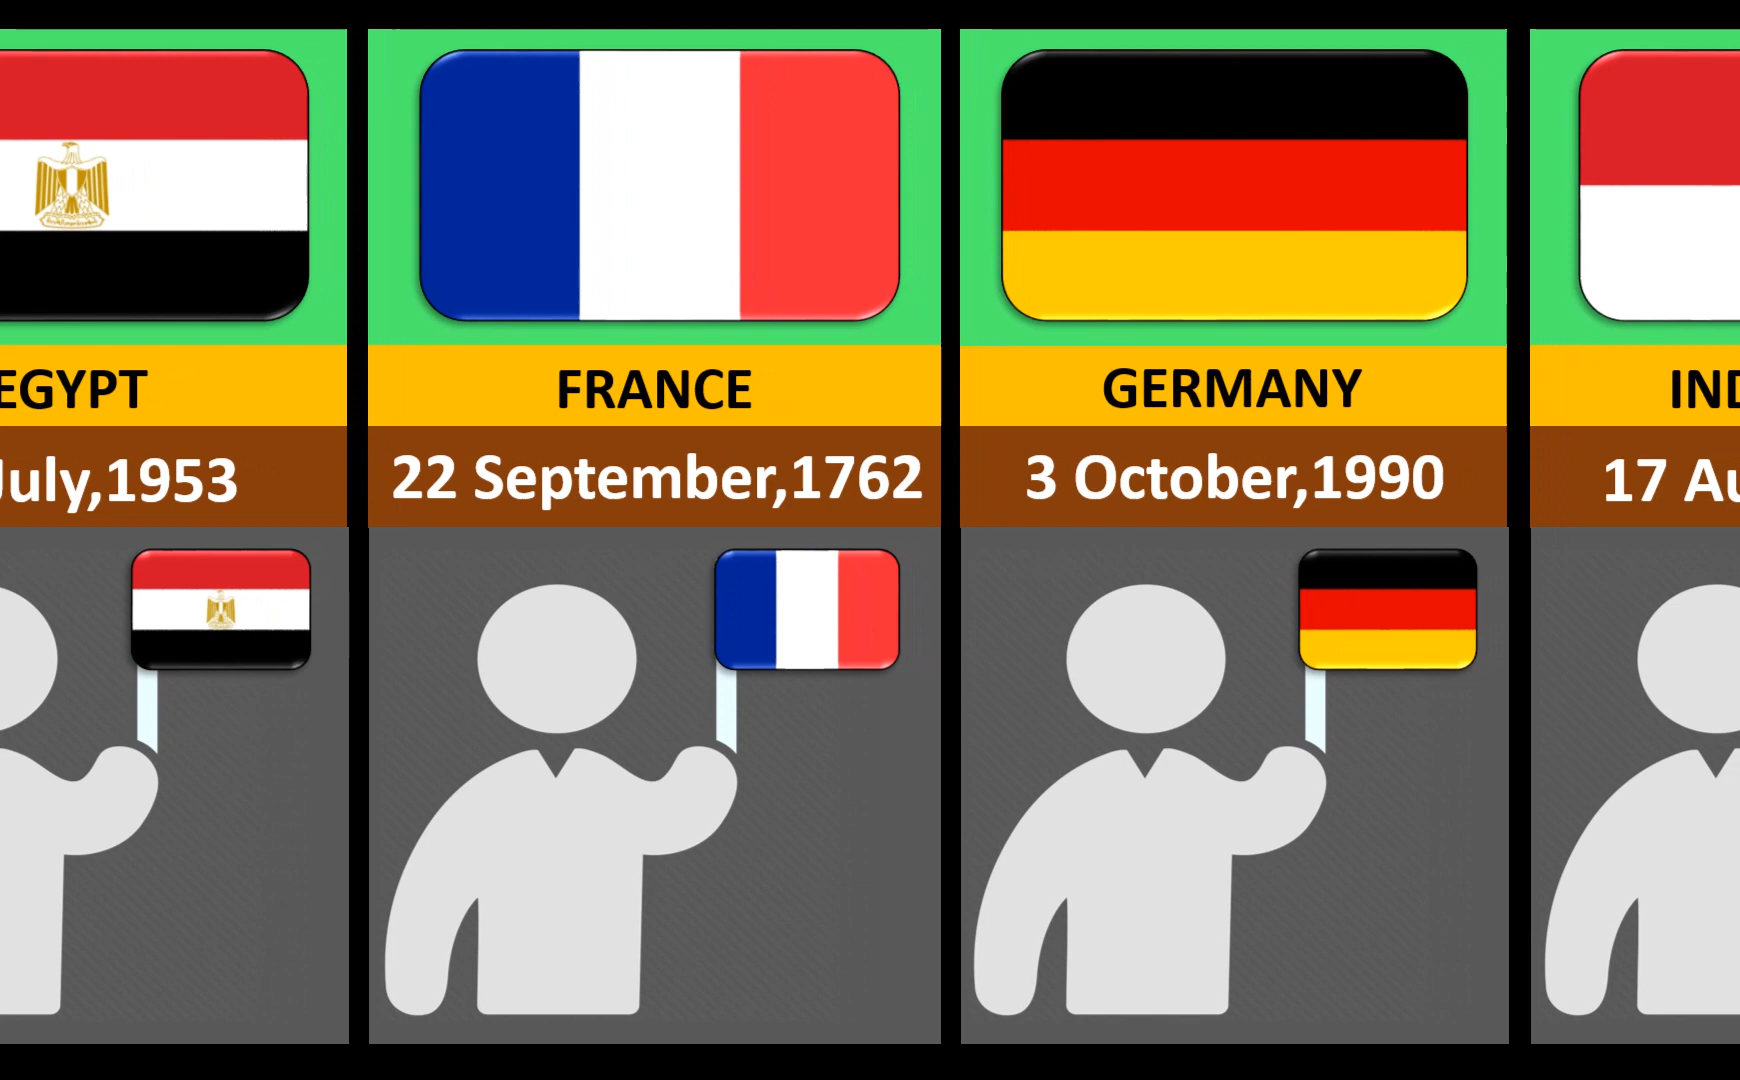 EGYPT
July,1953
FRANCE
22 September,1762
GERMANY
3 October,1990
IND
17 Au